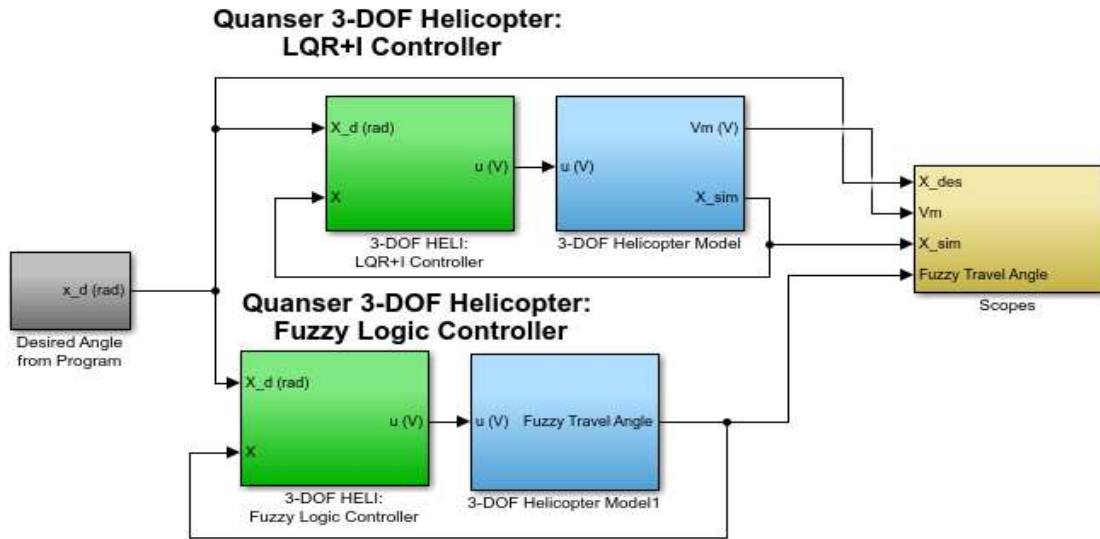 Quanser 3-DOF Helicopter:
LQR+I Controller
X_d (rad)
X
u (V)
3-DOF HELI:
LQR+I Controller
u (V)
Vm (V)
X_sim
3-DOF Helicopter Model
X_des
Vm
X_sim
Fuzzy Travel Angle
Scopes
x_d (rad)
Desired Angle
from Program
Quanser 3-DOF Helicopter:
Fuzzy Logic Controller
X_d (rad)
X
u (V)
3-DOF HELI:
Fuzzy Logic Controller
u (V)
Fuzzy Travel Angle
3-DOF Helicopter Model1